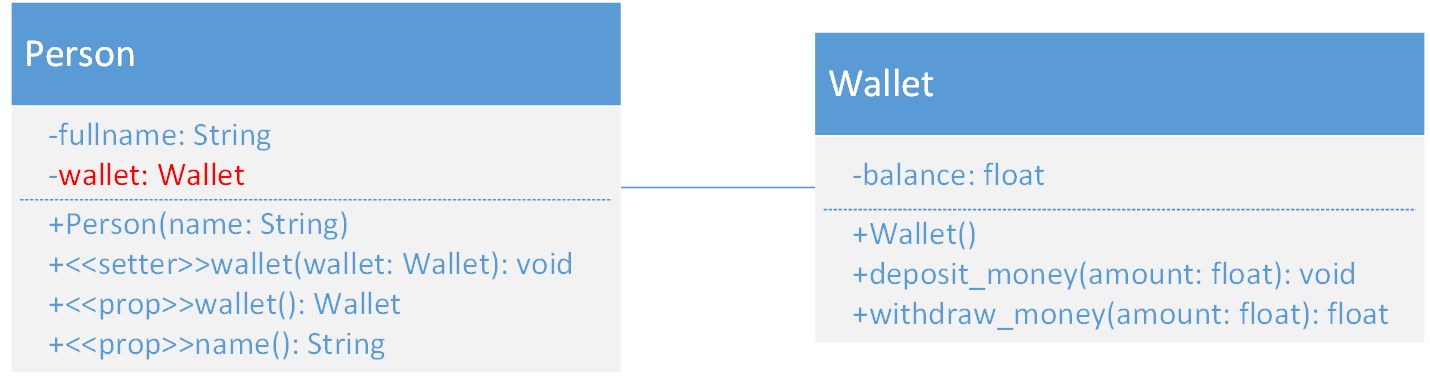 Person
-fullname: String
-wallet: Wallet
+Person(name: String)
+<<setter>>wallet(wallet: Wallet): void
+<<prop>>wallet(): Wallet
+<<prop>>name(): String
Wallet
-balance: float
+Wallet()
+deposit_money(amount: float): void
+withdraw_money(amount: float): float